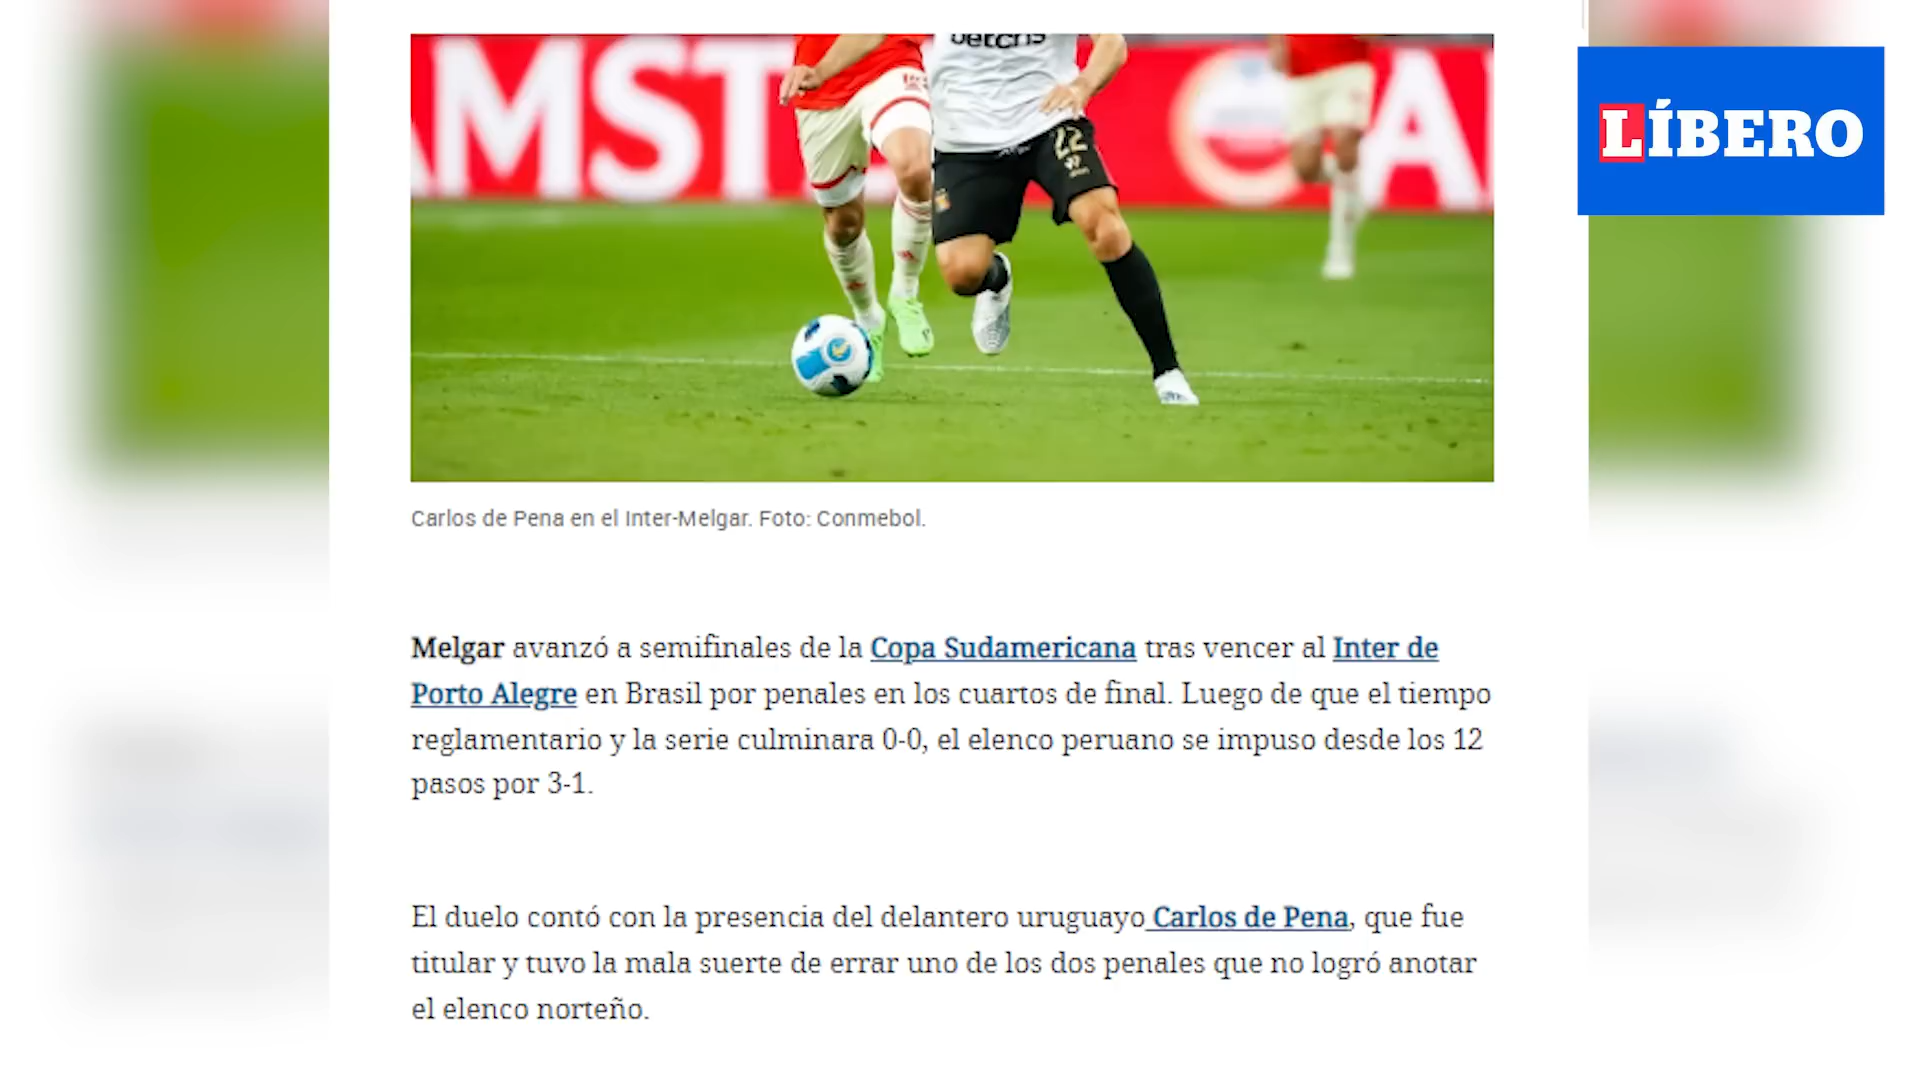 betcris
MST
22
A
LÍBERO
Carlos de Pena en el Inter-Melgar. Foto: Conmebol.
Melgar avanzó a semifinales de la Copa Sudamericana tras vencer al Inter de
Porto Alegre en Brasil por penales en los cuartos de final. Luego de que el tiempo
reglamentario y la serie culminara 0-0, el elenco peruano se impuso desde los 12
pasos por 3-1.
El duelo contó con la presencia del delantero uruguayo Carlos de Pena, que fue
titular y tuvo la mala suerte de errar uno de los dos penales que no logró anotar
el elenco norteño.